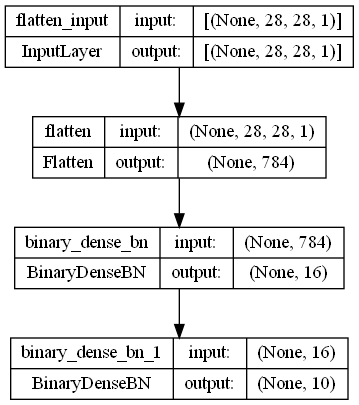 flatten_input input: [(None, 28, 28, 1)]
InputLayer output: [(None, 28, 28, 1)]
flatten input: (None, 28, 28, 1)
Flatten output: (None, 784)
binary_dense_bn input: (None, 784)
BinaryDenseBN output: (None, 16)
binary_dense_bn_1 input: (None, 16)
BinaryDenseBN output: (None, 10)